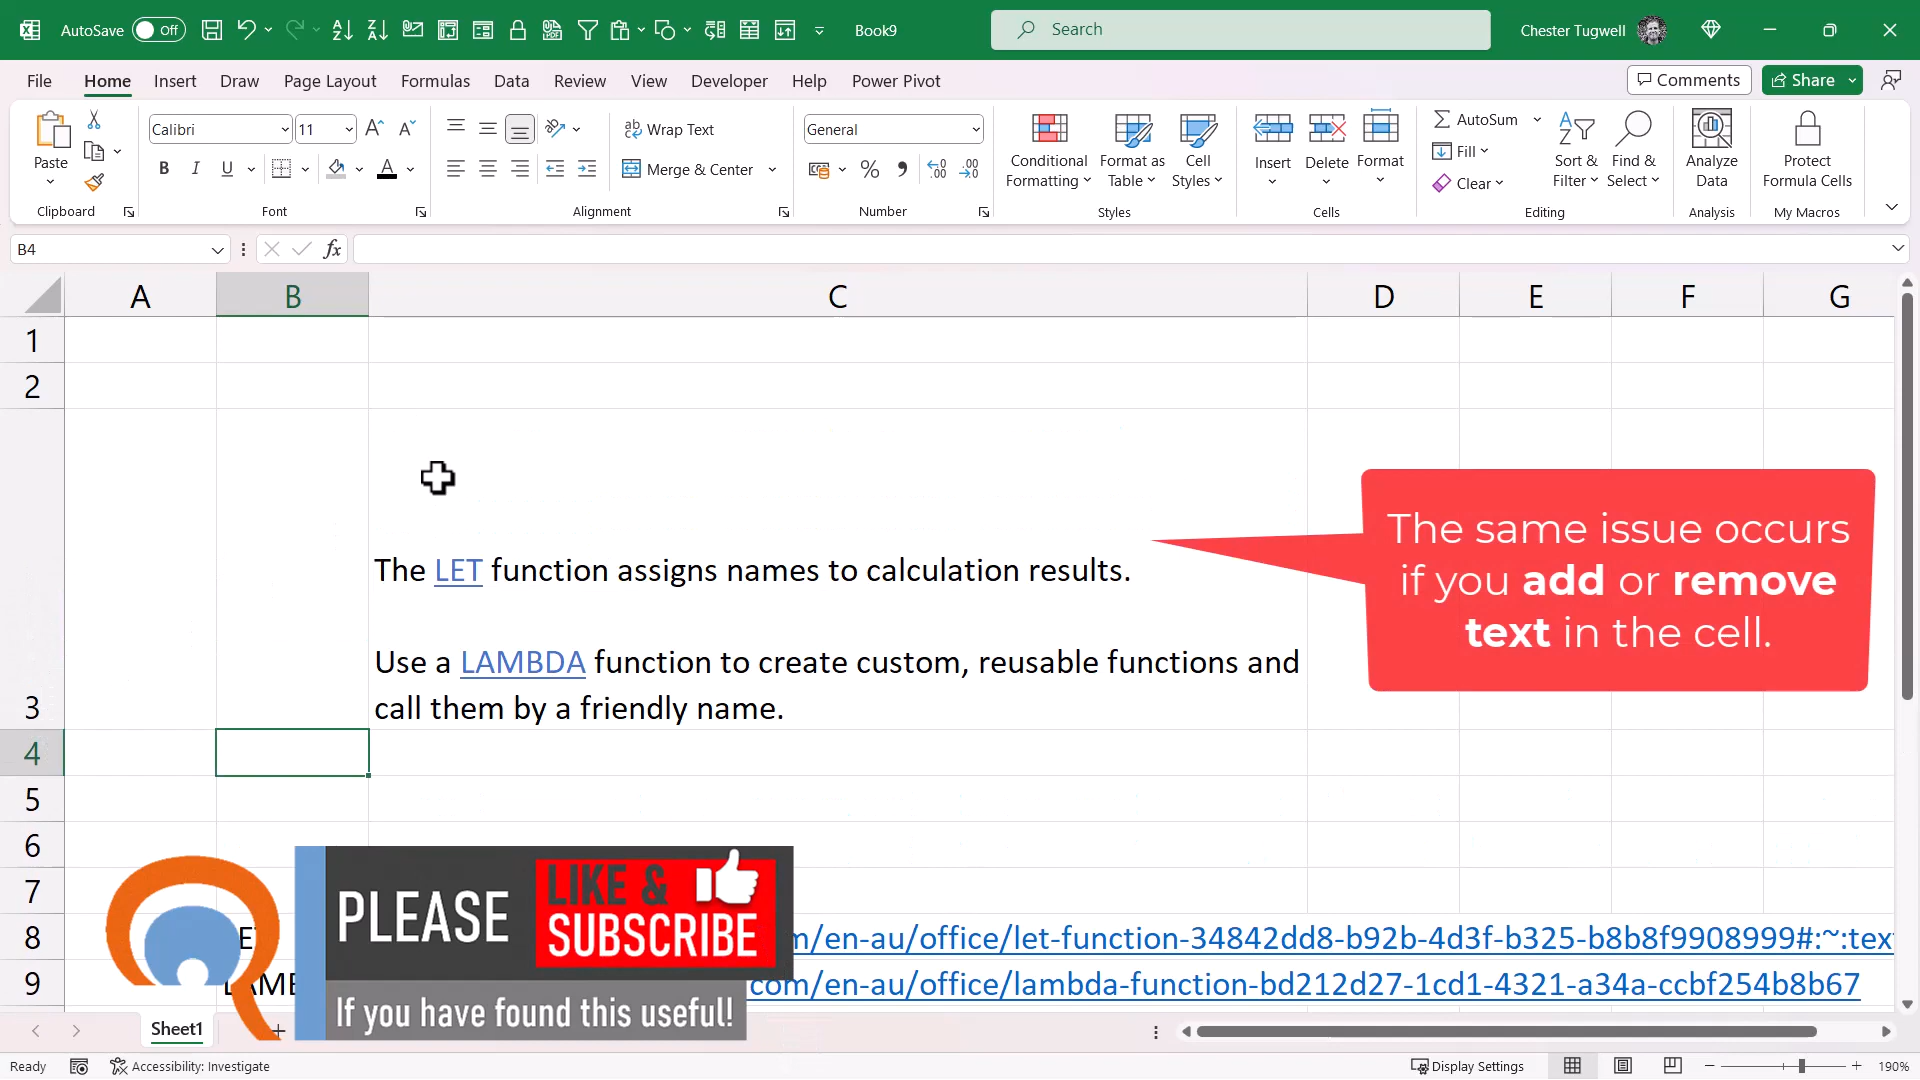 AutoSave Off Book9 Search Chester Tugwell
File Home Insert Draw Page Layout Formulas Data Review View Developer Help Power Pivot Comments Share
Paste
Clipboard
Calibri 11
B I U
Font
Wrap Text
Merge & Center
Alignment
General
Number
Conditional Formatting
Format as Table
Cell Styles
Styles
Insert
Delete
Format
Cells
AutoSum
Fill
Clear
Sort & Filter
Find & Select
Editing
Analyze Data
Analysis
Protect Formula Cells
My Macros
B4 fx
A B C D E F G
1
2
The LET function assigns names to calculation results.
Use a LAMBDA function to create custom, reusable functions and
call them by a friendly name.
3
The same issue occurs
if you add or remove
text in the cell.
4
5
6
7
8 m/en-au/office/let-function-34842dd8-b92b-4d3f-b325-b8b8f9908999#:~:tex
9 com/en-au/office/lambda-function-bd212d27-1cd1-4321-a34a-ccbf254b8b67
PLEASE
LIKE &
SUBSCRIBE
If you have found this useful!
Sheet1
Ready Accessibility: Investigate Display Settings 190%